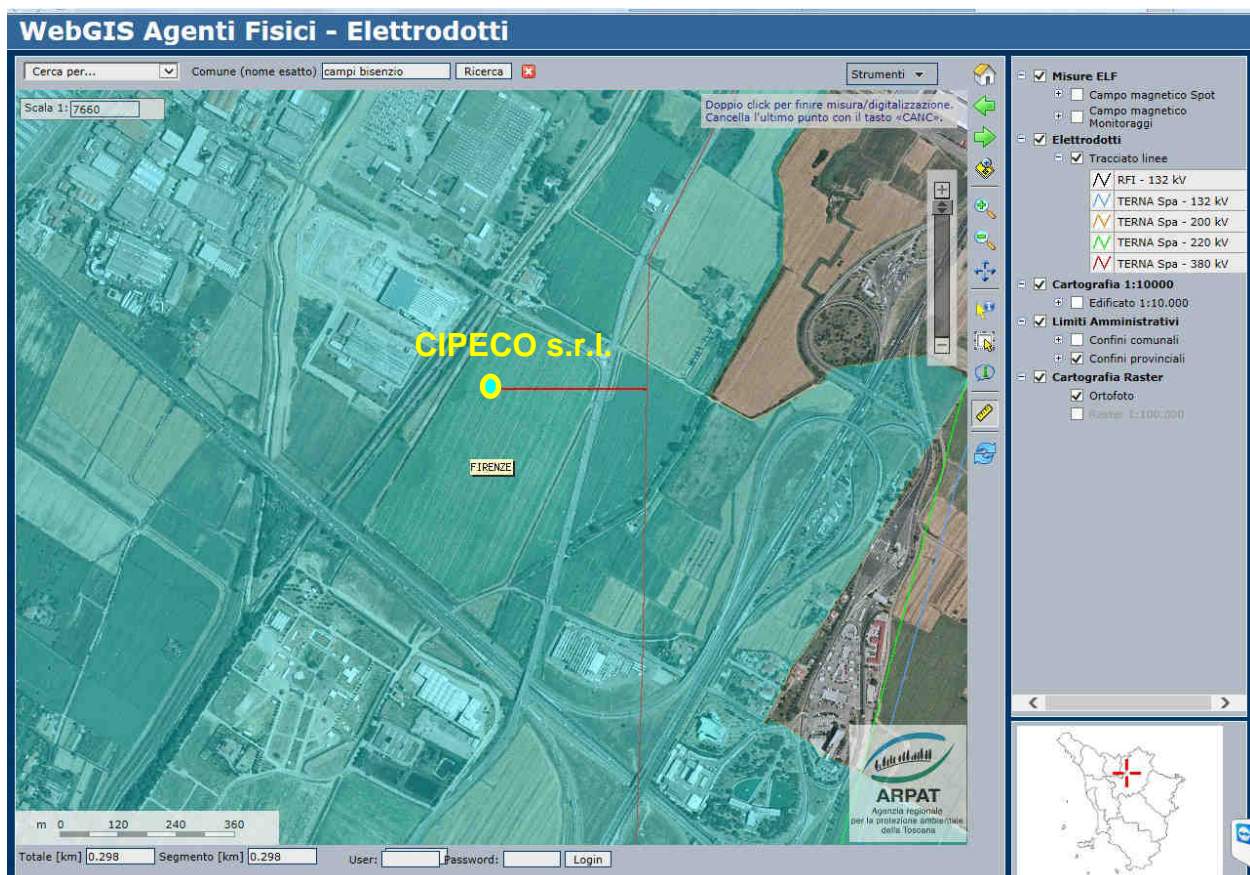 WebGIS Agenti Fisici - Elettrodotti
Cerca per...
Comune (nome esatto) campi bisenzio Ricerca
Strumenti
Scala 1: 7660
Doppio click per finire misura/digitalizzazione.
Cancella l'ultimo punto con il tasto «CANC».
CIPECO s.r.l.
FIRENZE
ARPAT
Agenzia regionale
per la protezione ambientale
della Toscana
m 0 120 240 360
Totale [km] 0.298 Segmento [km] 0.298 User: Password: Login
Misure ELF
Campo magnetico Spot
Campo magnetico
Monitoraggi
Elettrodotti
Tracciato linee
RFI - 132 kV
TERNA Spa - 132 kV
TERNA Spa - 200 kV
TERNA Spa - 220 kV
TERNA Spa - 380 kV
Cartografia 1:10000
Edificato 1:10.000
Limiti Amministrativi
Confini comunali
Confini provinciali
Cartografia Raster
Ortofoto
Raster 1:100.000